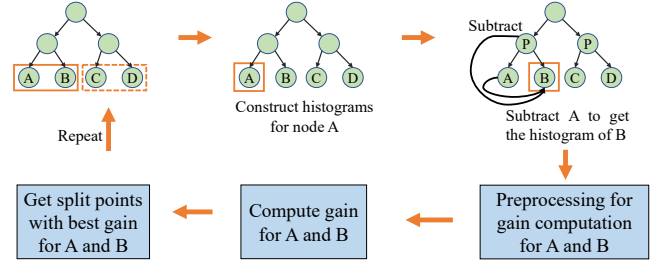 A B C D
A B C D
Construct histograms
for node A
Subtract
P P
A B C D
Subtract A to get
the histogram of B
Repeat
Get split points
with best gain
for A and B
Compute gain
for A and B
Preprocessing for
gain computation
for A and B